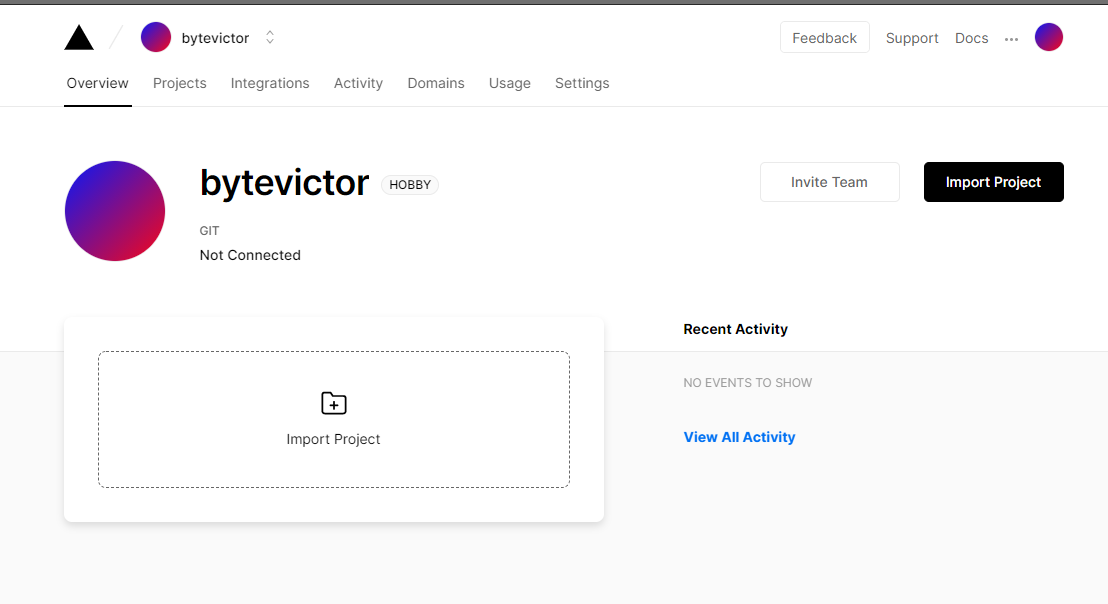 bytevictor
Feedback
Support
Docs
Overview
Projects
Integrations
Activity
Domains
Usage
Settings
bytevictor
HOBBY
Invite Team
Import Project
GIT
Not Connected
Import Project
Recent Activity
NO EVENTS TO SHOW
View All Activity